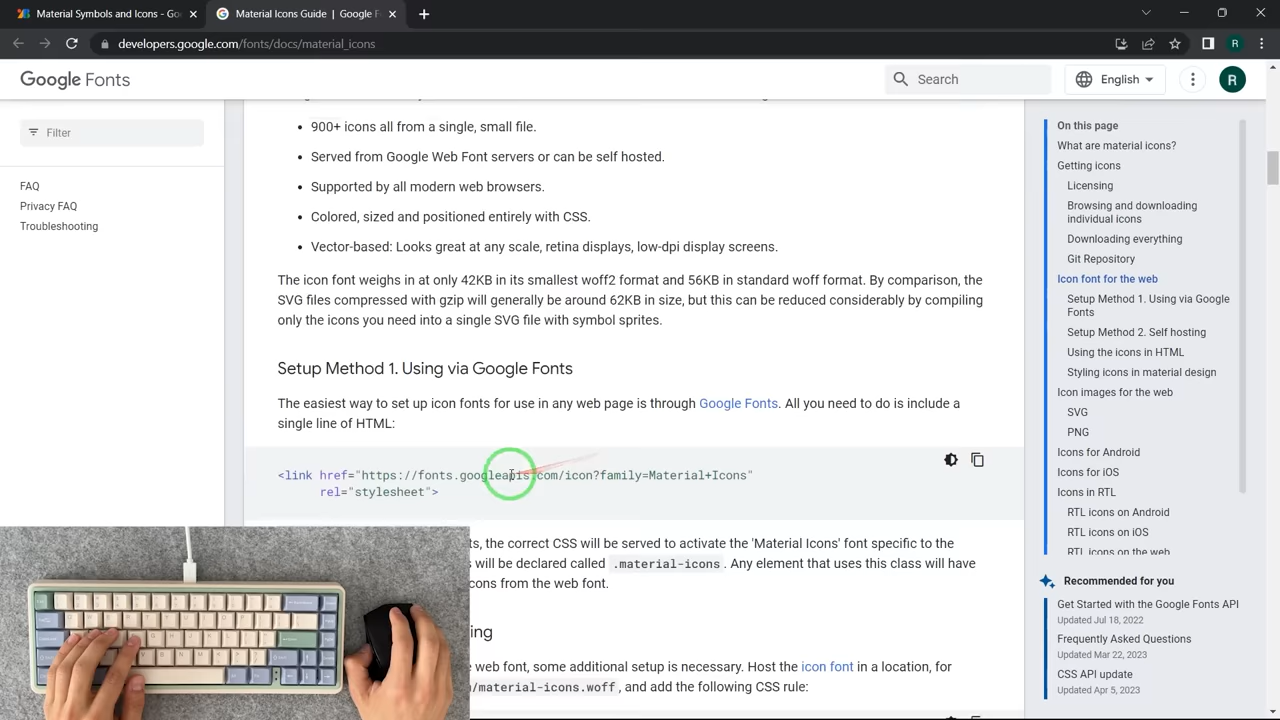 Material Symbols and Icons - Go
Material Icons Guide | Google F
developers.google.com/fonts/docs/material_icons
R
Google Fonts
Search
English
R
Filter
FAQ
Privacy FAQ
Troubleshooting
900+ icons all from a single, small file.
Served from Google Web Font servers or can be self hosted.
Supported by all modern web browsers.
Colored, sized and positioned entirely with CSS.
Vector-based: Looks great at any scale, retina displays, low-dpi display screens.
The icon font weighs in at only 42KB in its smallest woff2 format and 56KB in standard woff format. By comparison, the
SVG files compressed with gzip will generally be around 62KB in size, but this can be reduced considerably by compiling
only the icons you need into a single SVG file with symbol sprites.
Setup Method 1. Using via Google Fonts
The easiest way to set up icon fonts for use in any web page is through Google Fonts. All you need to do is include a
single line of HTML:
<link href="https://fonts.googleapis.com/icon?family=Material+Icons"
rel="stylesheet">
ts, the correct CSS will be served to activate the 'Material Icons' font specific to the
s will be declared called .material-icons. Any element that uses this class will have
cons from the web font.
ing
e web font, some additional setup is necessary. Host the icon font in a location, for
/material-icons.woff, and add the following CSS rule:
On this page
What are material icons?
Getting icons
Licensing
Browsing and downloading
individual icons
Downloading everything
Git Repository
Icon font for the web
Setup Method 1. Using via Google
Fonts
Setup Method 2. Self hosting
Using the icons in HTML
Styling icons in material design
Icon images for the web
SVG
PNG
Icons for Android
Icons for iOS
Icons in RTL
RTL icons on Android
RTL icons on iOS
RTL icons on the web
Recommended for you
Get Started with the Google Fonts API
Updated Jul 18, 2022
Frequently Asked Questions
Updated Mar 22, 2023
CSS API update
Updated Apr 5, 2023